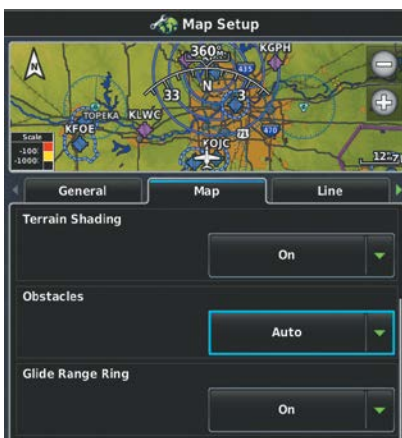 Map Setup
360°
KGPH
N
435
N
33
3
TOPEKA
KLWC
KFOE
71
470
KOJC
Scale
-100:
-1000:
General
Map
Line
Terrain Shading
On
Obstacles
Auto
Glide Range Ring
On